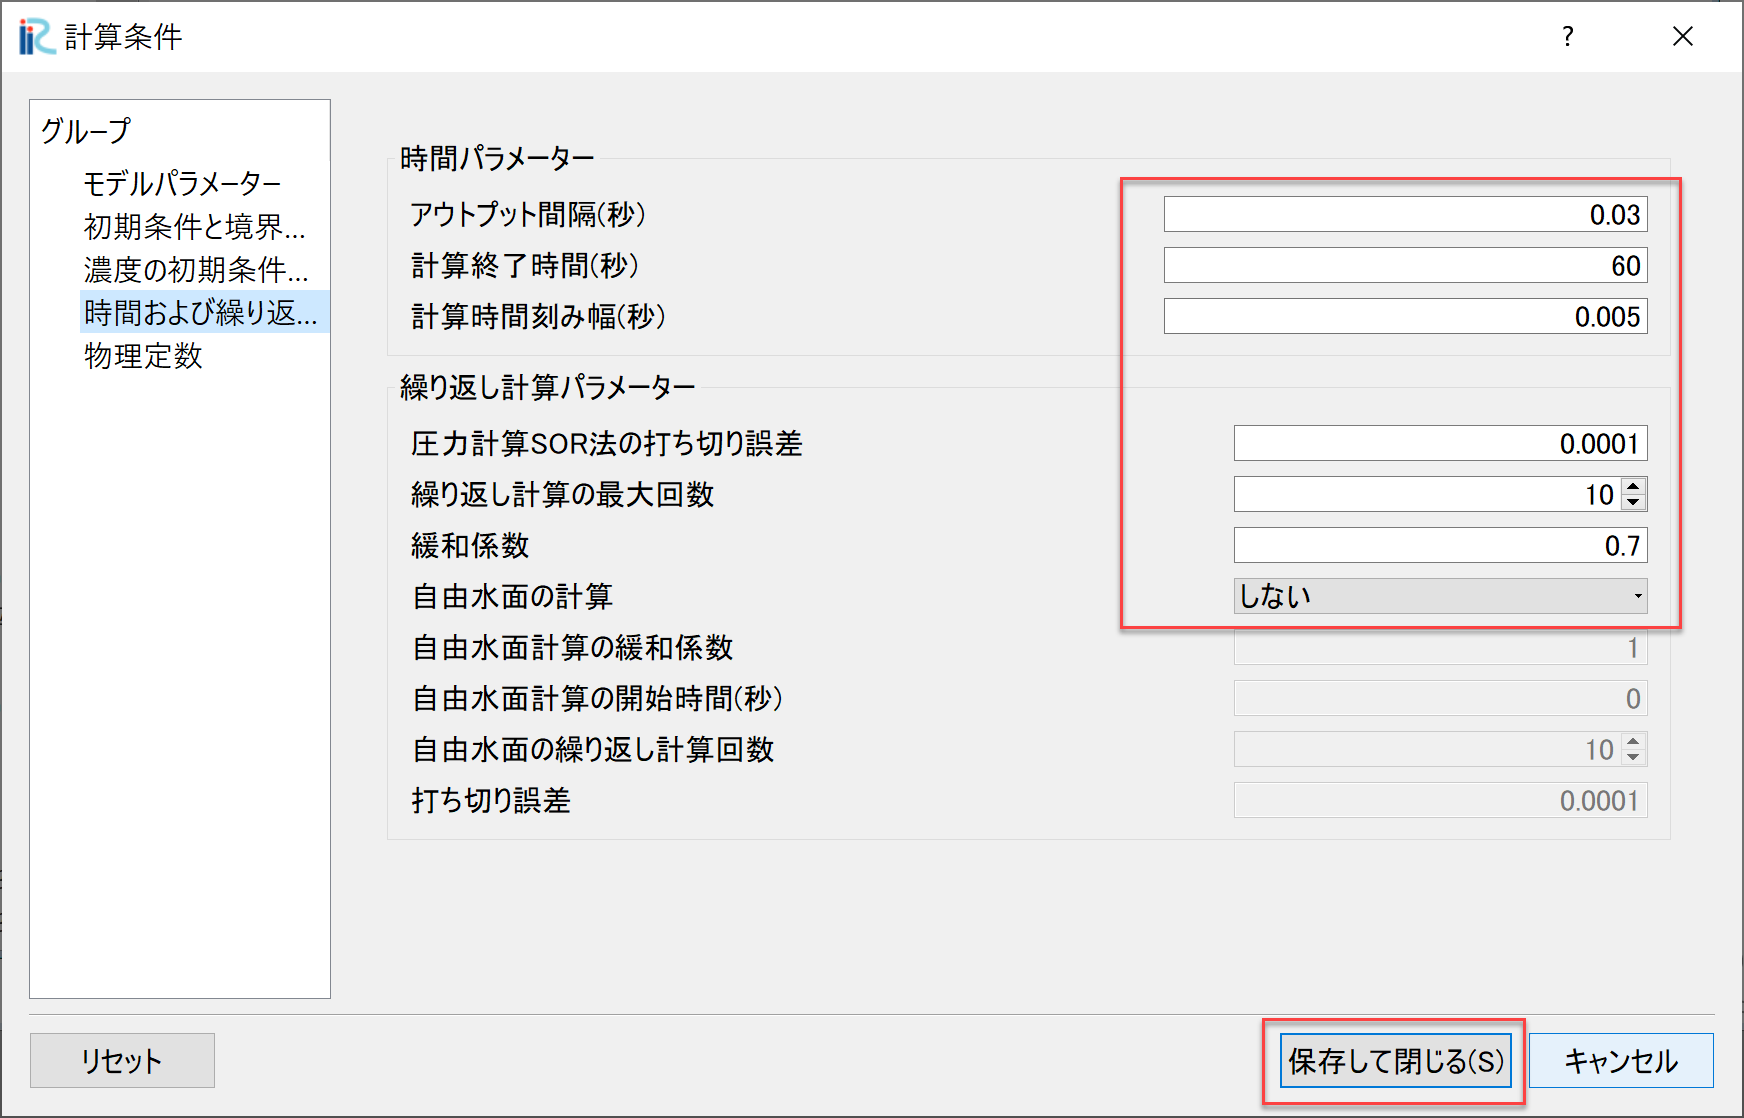 iRC 計算条件
?
グループ
モデルパラメーター
初期条件と境界...
濃度の初期条件...
時間および繰り返...
物理定数
時間パラメーター
アウトプット間隔(秒) 0.03
計算終了時間(秒) 60
計算時間刻み幅(秒) 0.005
繰り返し計算パラメーター
圧力計算SOR法の打ち切り誤差 0.0001
繰り返し計算の最大回数 10
緩和係数 0.7
自由水面の計算 しない
自由水面計算の緩和係数 1
自由水面計算の開始時間(秒) 0
自由水面の繰り返し計算回数 10
打ち切り誤差 0.0001
リセット 保存して閉じる(S) キャンセル